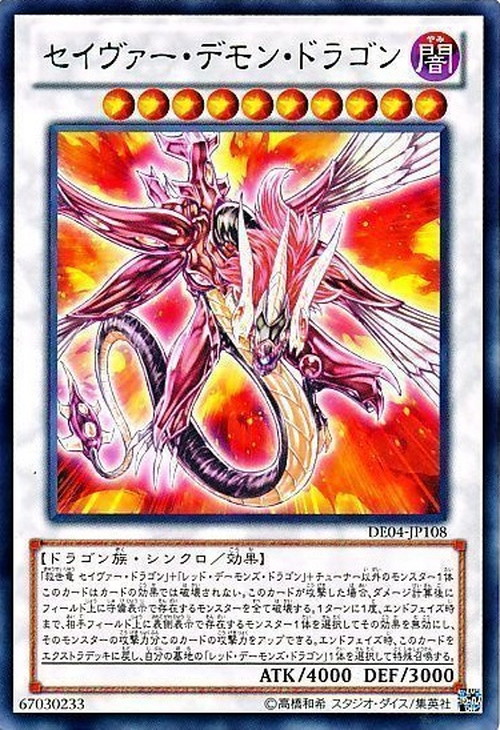 セイヴァー・デモン・ドラゴン 闇
DE04-JP108
【ドラゴン族・シンクロ／効果】
「救世竜 セイヴァー・ドラゴン」＋「レッド・デーモンズ・ドラゴン」＋チューナー以外のモンスター1体
このカードはカードの効果では破壊されない。このカードが攻撃した場合、ダメージ計算後に
フィールド上に守備表示で存在するモンスターを全て破壊する。1ターンに1度、エンドフェイズ時
まで、相手フィールド上に表側表示で存在するモンスター1体を選択してその効果を無効にし、
そのモンスターの攻撃力分このカードの攻撃力をアップできる。エンドフェイズ時、このカードを
エクストラデッキに戻し、自分の墓地の「レッド・デーモンズ・ドラゴン」1体を選択して特殊召喚する。
ATK/4000 DEF/3000
67030233 ©高橋和希 スタジオ・ダイス/集英社